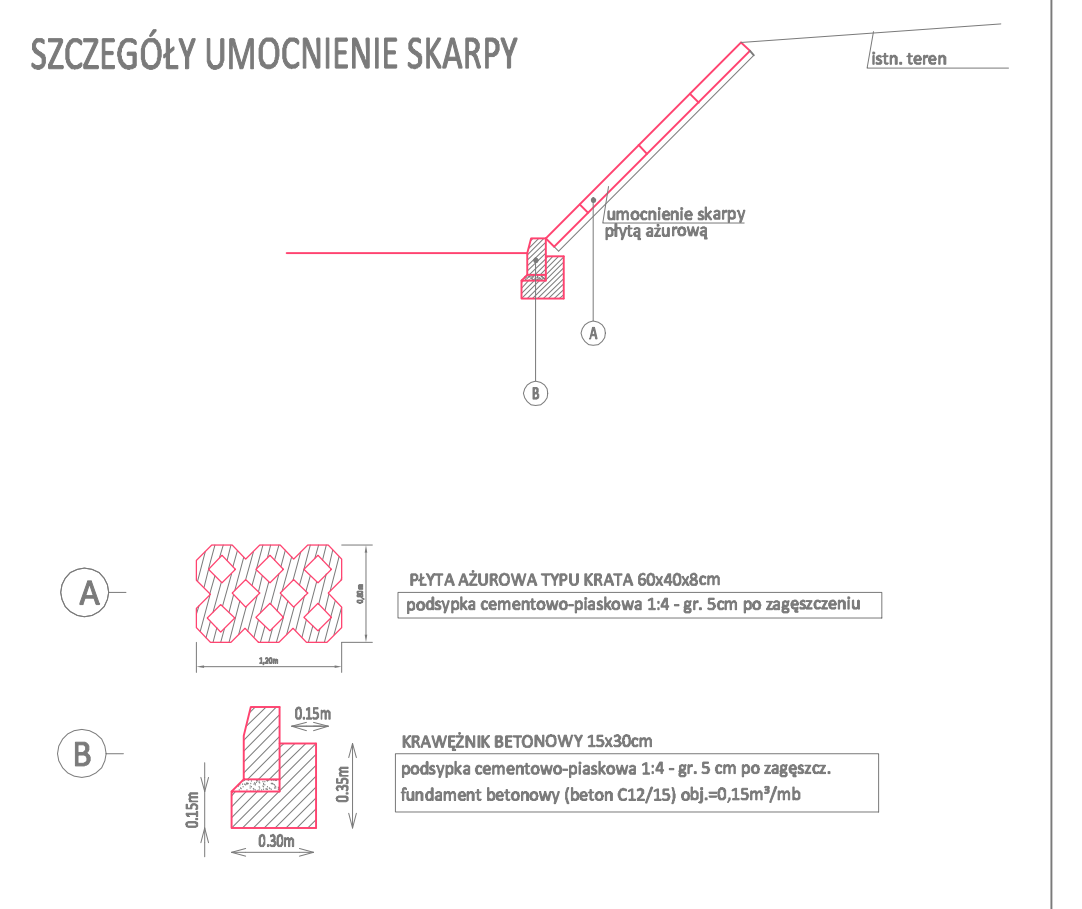 SZCZEGÓŁY UMOCNIENIE SKARPY
istn. teren
umocnienie skarpy
płytą ażurową
A
B
A
0,80m
1,20m
PŁYTA AŻUROWA TYPU KRATA 60x40x8cm
podsypka cementowo-piaskowa 1:4 - gr. 5cm po zagęszczeniu
B
0.15m
0.35m
0.15m
0.30m
KRAWĘŻNIK BETONOWY 15x30cm
podsypka cementowo-piaskowa 1:4 - gr. 5 cm po zagęszcz.
fundament betonowy (beton C12/15) obj.=0,15m³/mb